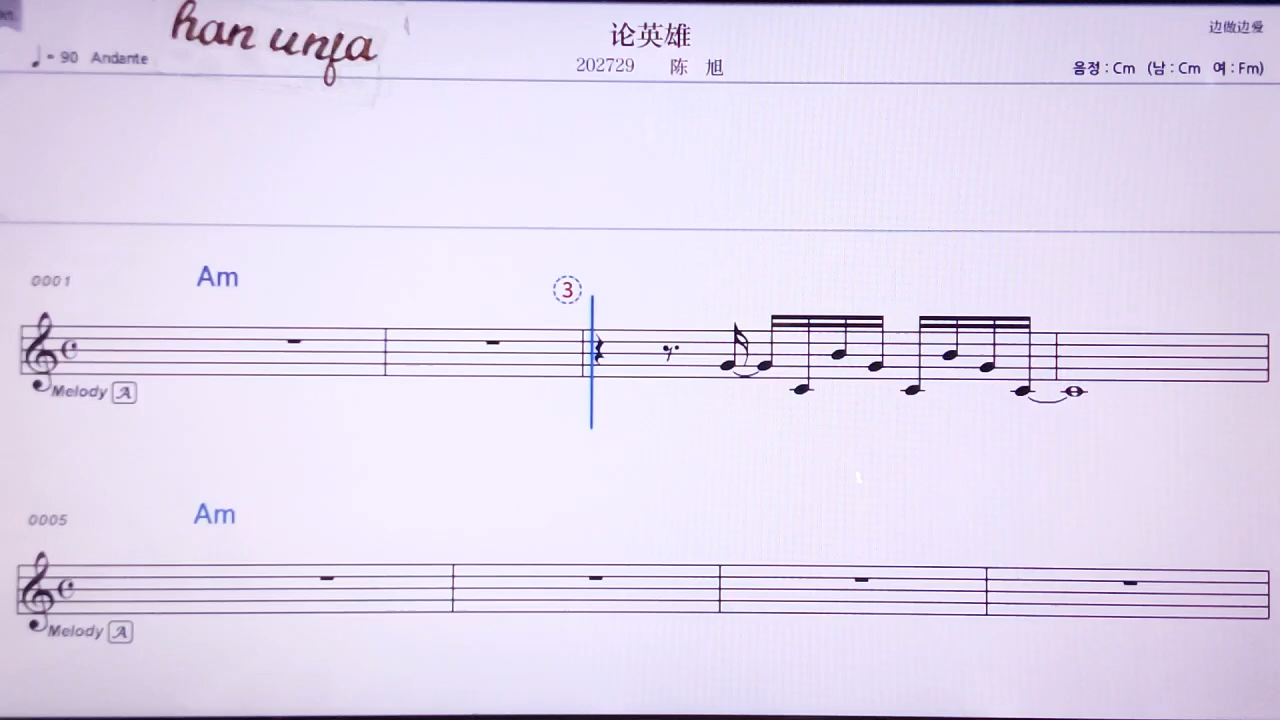 han unfa
论英雄
边做边爱
♩= 90 Andante
202729 陈 旭
음정 : Cm (남 : Cm 여 : Fm)
0001 Am
3
Melody A
0005 Am
Melody A